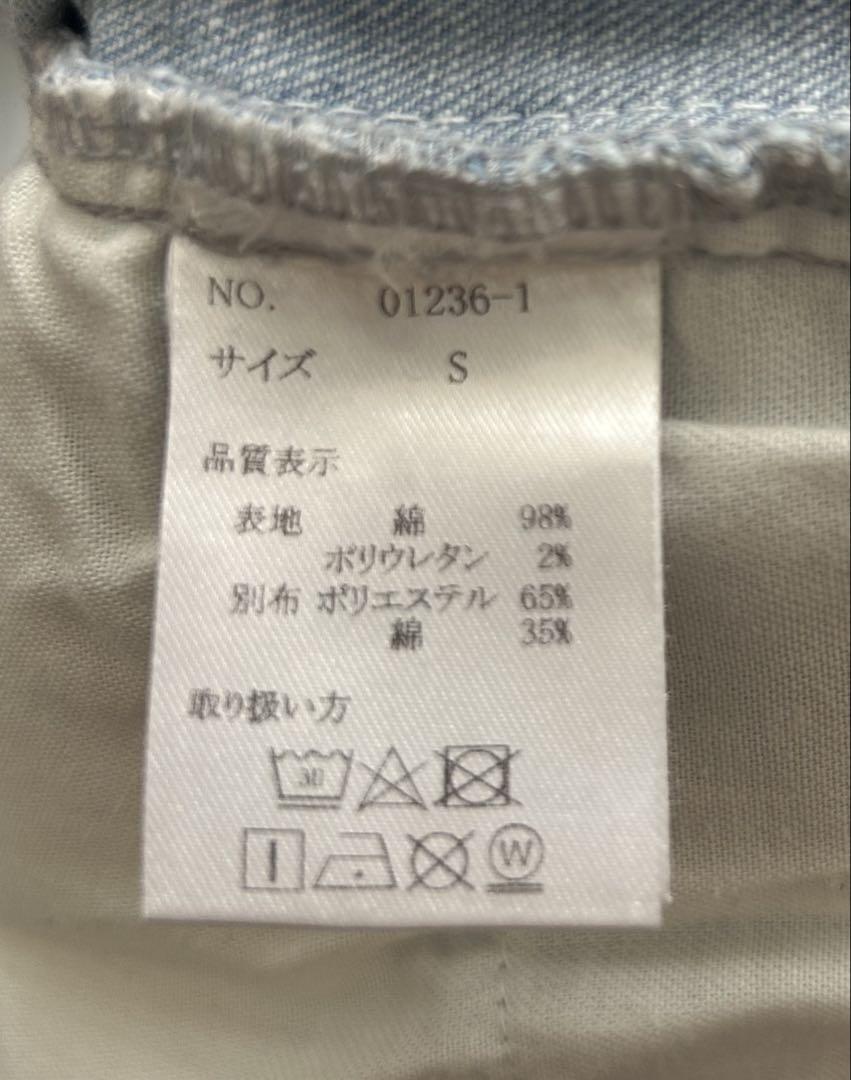 NO. 01236-1
サイズ S
品質表示
表地 綿 98%
ポリウレタン 2%
別布 ポリエステル 65%
綿 35%
取り扱い方
30
W